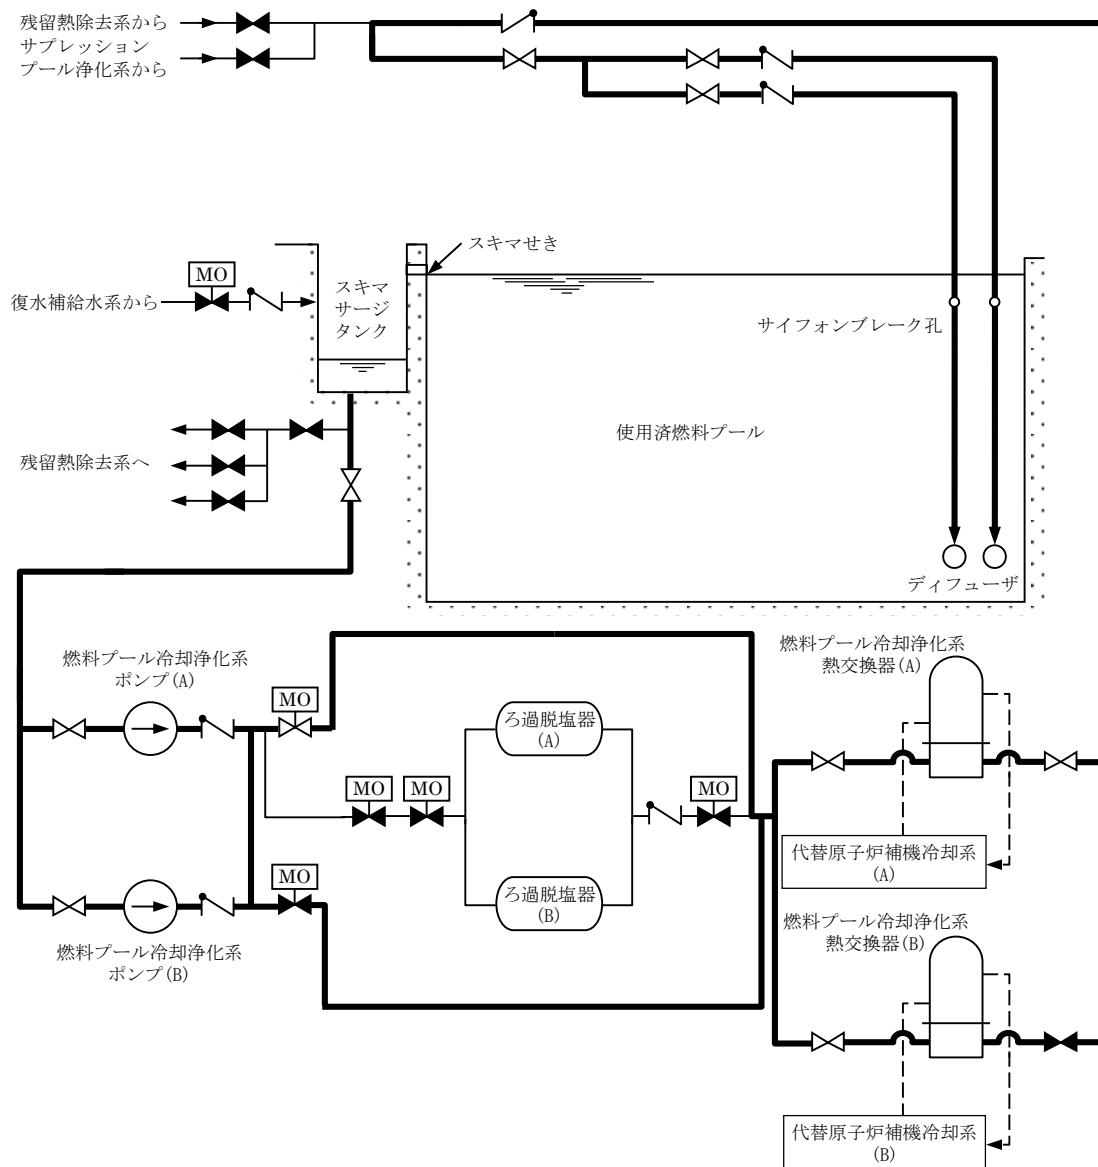 残留熱除去系から
サプレッション
プール浄化系から
スキマせき
MO
復水補給水系から
スキマ
サージ
タンク
サイフォンブレーク孔
使用済燃料プール
残留熱除去系へ
ディフューザ
燃料プール冷却浄化系
ポンプ(A)
MO
ろ過脱塩器
(A)
MO
MO
MO
燃料プール冷却浄化系
熱交換器(A)
代替原子炉補機冷却系
(A)
MO
ろ過脱塩器
(B)
燃料プール冷却浄化系
ポンプ(B)
燃料プール冷却浄化系
熱交換器(B)
代替原子炉補機冷却系
(B)